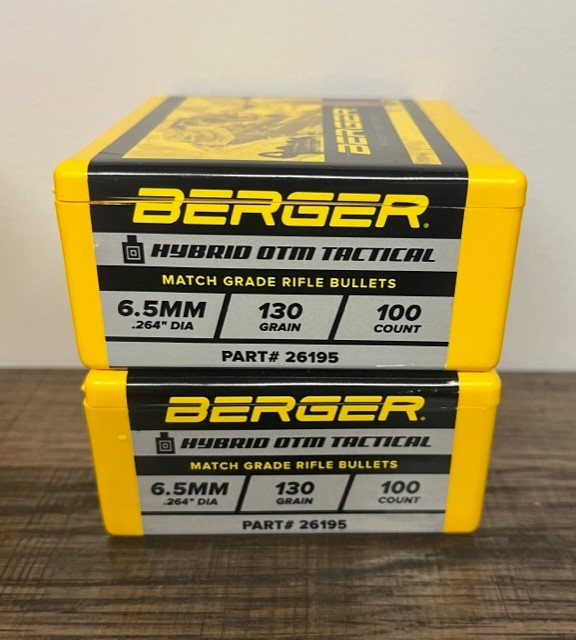 BERGER
BERGER.
HYBRID OTM TACTICAL
MATCH GRADE RIFLE BULLETS
6.5MM 130 100
.264" DIA GRAIN COUNT
PART# 26195
BERGER.
HYBRID OTM TACTICAL
MATCH GRADE RIFLE BULLETS
6.5MM 130 100
.264" DIA GRAIN COUNT
PART# 26195